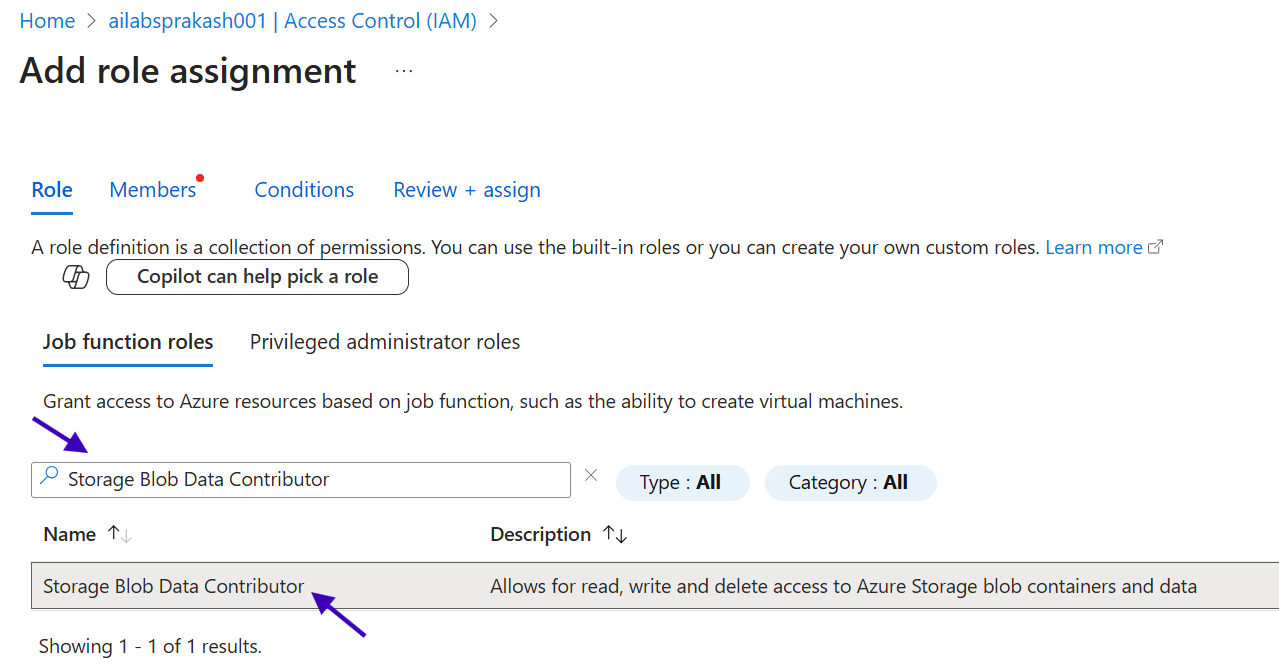 Home > ailabsprakash001 | Access Control (IAM) >
Add role assignment ...
Role Members Conditions Review + assign
A role definition is a collection of permissions. You can use the built-in roles or you can create your own custom roles. Learn more
Copilot can help pick a role
Job function roles Privileged administrator roles
Grant access to Azure resources based on job function, such as the ability to create virtual machines.
Storage Blob Data Contributor Type : All Category : All
Name ↑↓ Description ↑↓
Storage Blob Data Contributor Allows for read, write and delete access to Azure Storage blob containers and data
Showing 1 - 1 of 1 results.